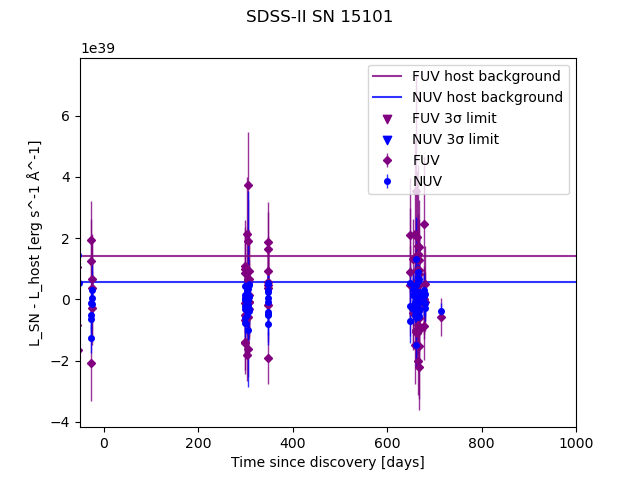 SDSS-II SN 15101
1e39
FUV host background
NUV host background
FUV 3σ limit
NUV 3σ limit
FUV
NUV
6
4
2
0
−2
−4
L_SN - L_host [erg s^-1 Å^-1]
0 200 400 600 800 1000
Time since discovery [days]